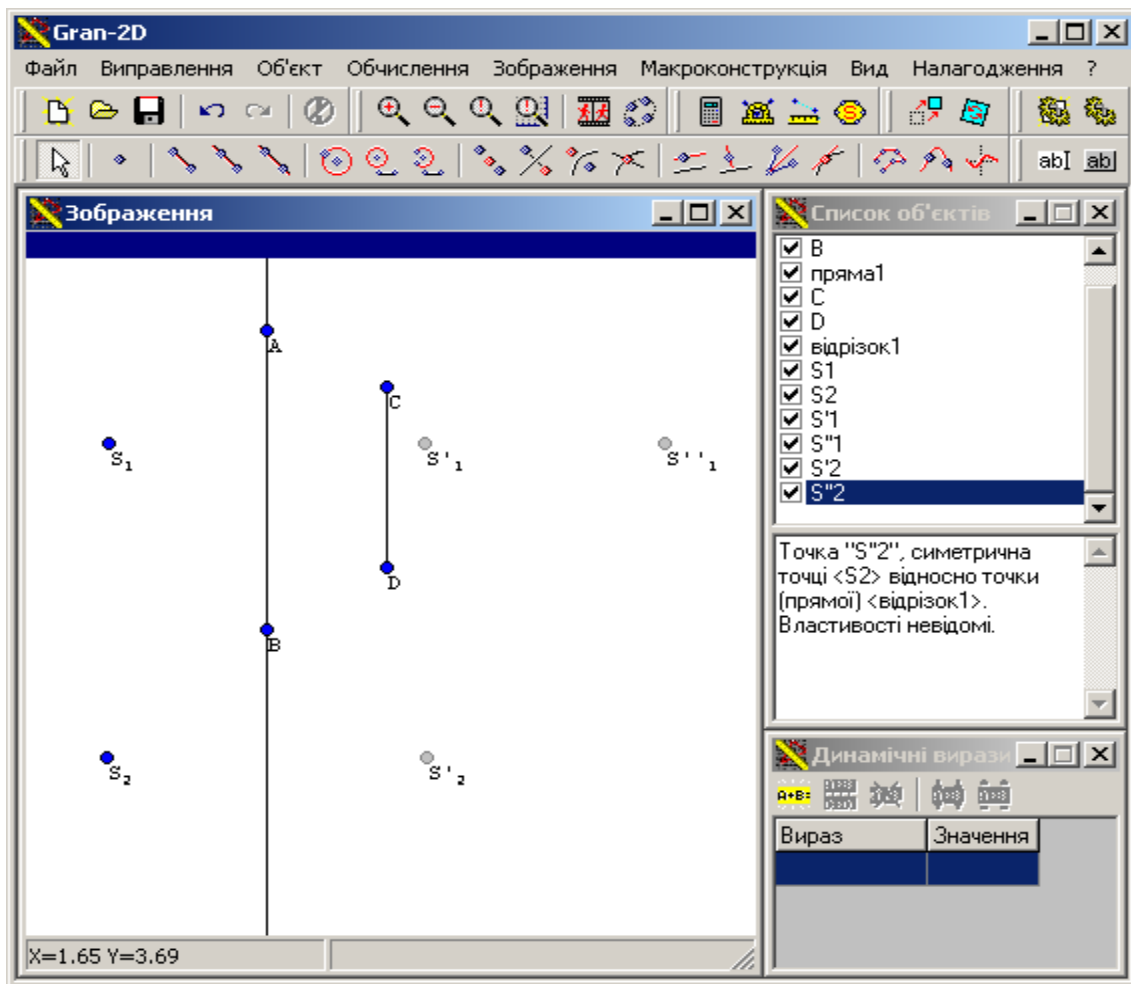 Gran-2D
Файл Виправлення Об'єкт Обчислення Зображення Макроконструкція Вид Налагодження ?
abI ab|
Зображення
A
C
S₁
S'₁
S''₁
D
B
S₂
S'₂
X=1.65 Y=3.69
Список об'єктів
B
пряма1
C
D
відрізок1
S1
S2
S'1
S"1
S'2
S"2
Точка "S"2", симетрична
точці <S2> відносно точки
(прямої) <відрізок1>.
Властивості невідомі.
Динамічні вирази
A+B=
Вираз Значення